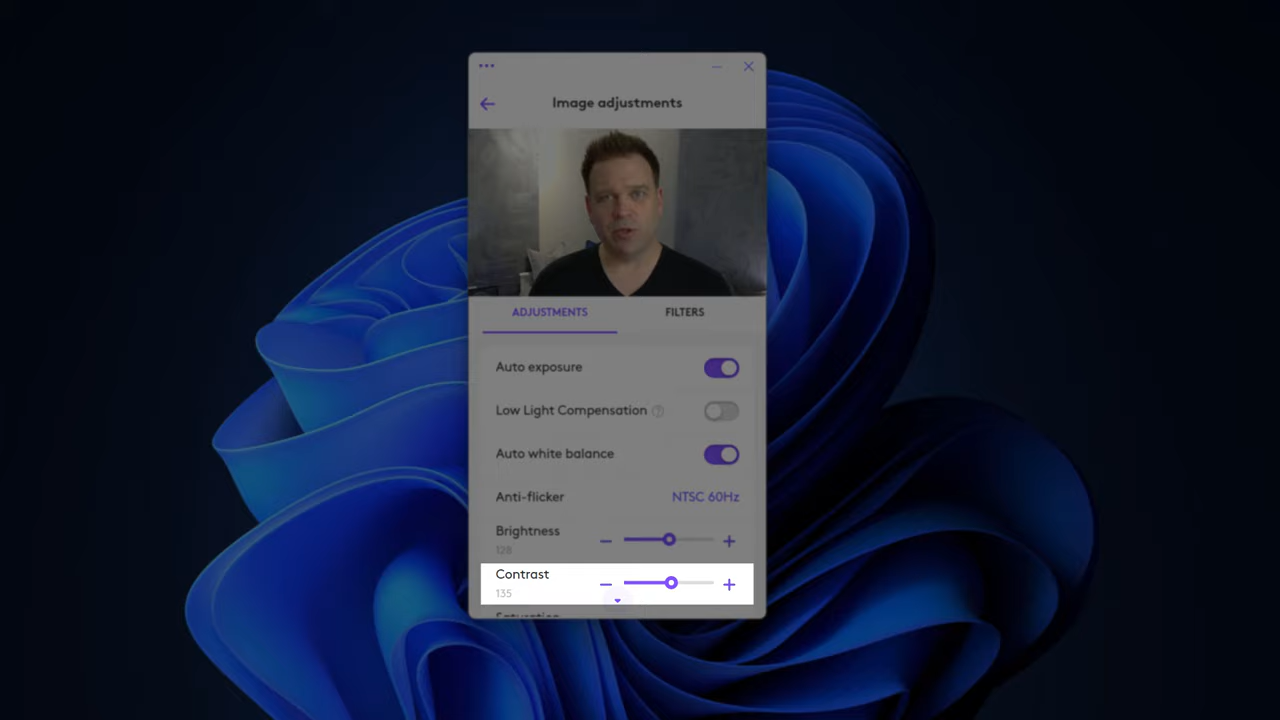 Image adjustments
ADJUSTMENTS FILTERS
Auto exposure
Low Light Compensation ?
Auto white balance
Anti-flicker NTSC 60Hz
Brightness
128
Contrast
135
Saturation